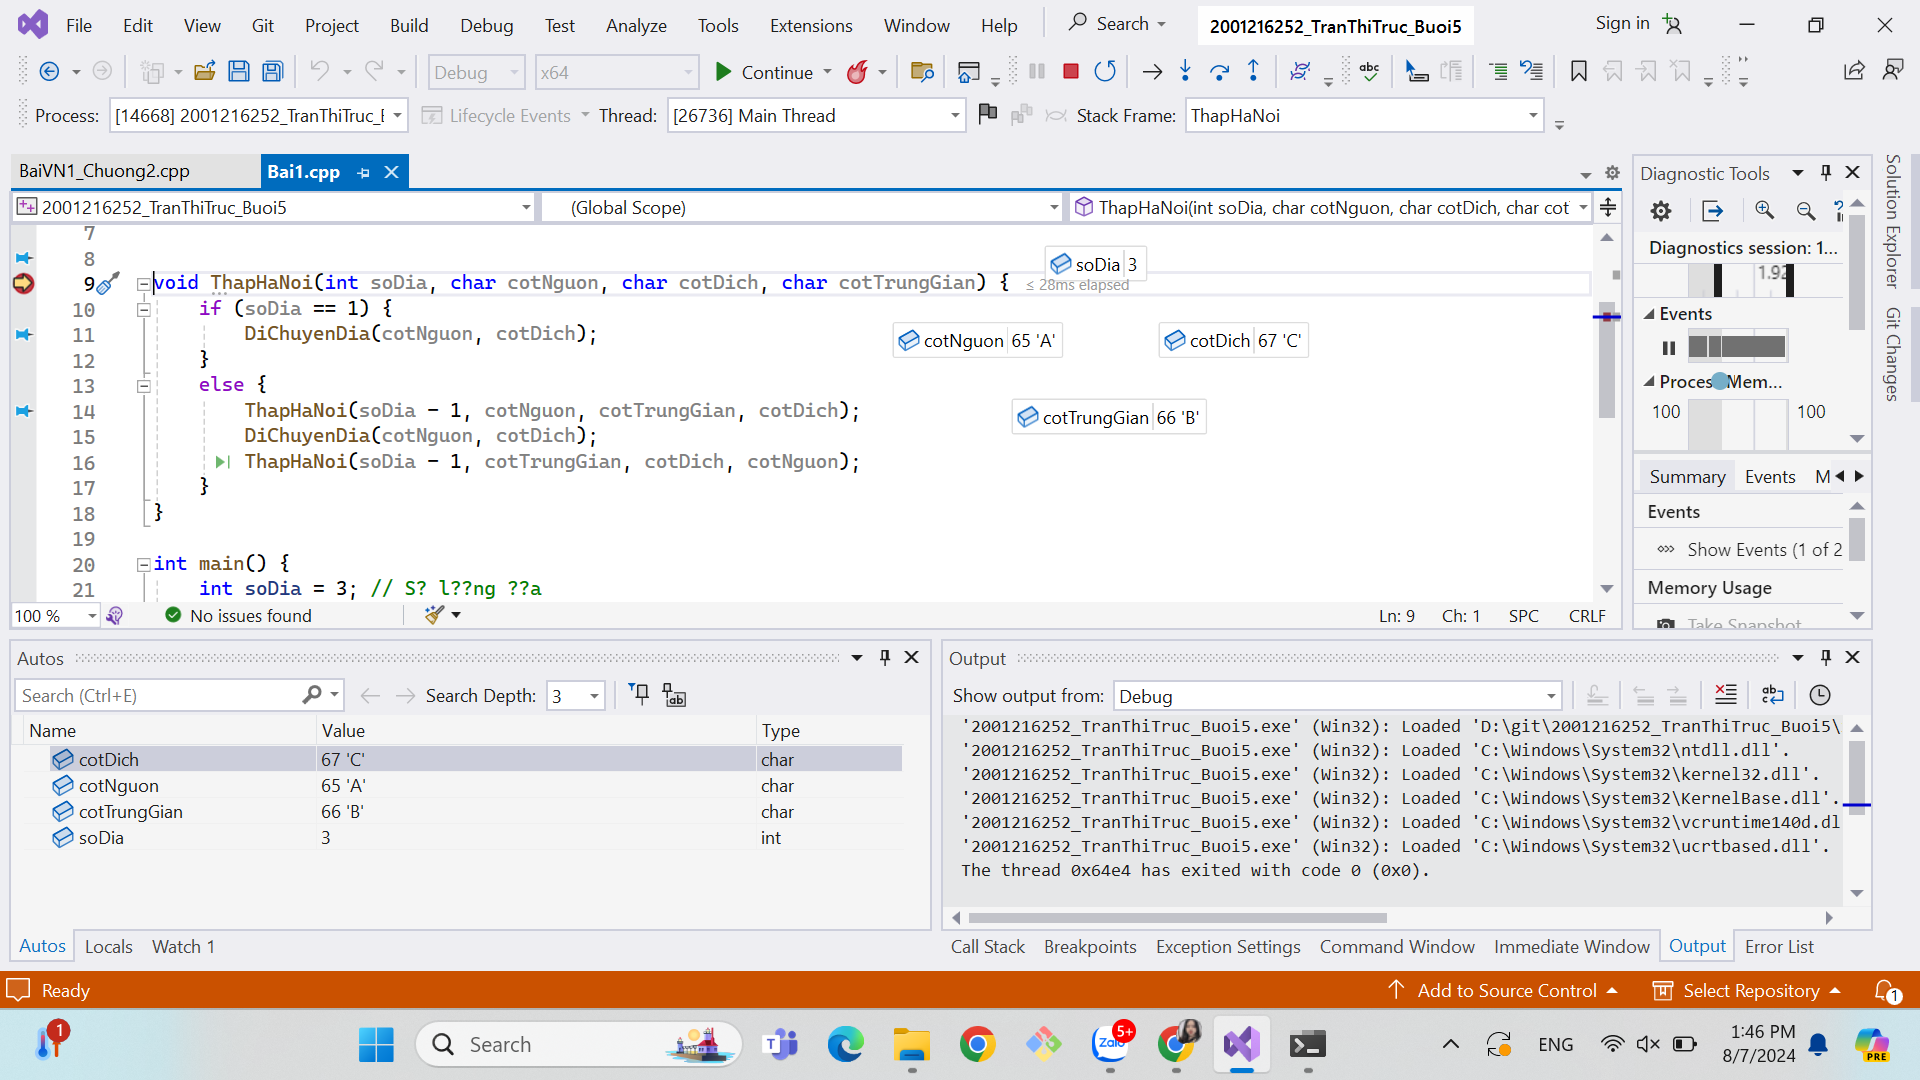 File Edit View Git Project Build Debug Test Analyze Tools Extensions Window Help Search 2001216252_TranThiTruc_Buoi5 Sign in
Debug x64 Continue
Process: [14668] 2001216252_TranThiTruc_E Lifecycle Events Thread: [26736] Main Thread Stack Frame: ThapHaNoi
BaiVN1_Chuong2.cpp Bai1.cpp
2001216252_TranThiTruc_Buoi5 (Global Scope) ThapHaNoi(int soDia, char cotNguon, char cotDich, char cot
7
8
9 void ThapHaNoi(int soDia, char cotNguon, char cotDich, char cotTrungGian) { ≤ 28ms elapsed
soDia 3
10 if (soDia == 1) {
11 DiChuyenDia(cotNguon, cotDich);
cotNguon 65 'A' cotDich 67 'C'
12 }
13 else {
14 ThapHaNoi(soDia - 1, cotNguon, cotTrungGian, cotDich);
cotTrungGian 66 'B'
15 DiChuyenDia(cotNguon, cotDich);
16 ThapHaNoi(soDia - 1, cotTrungGian, cotDich, cotNguon);
17 }
18 }
19
20 int main() {
21 int soDia = 3; // S? l??ng ??a
100 % No issues found Ln: 9 Ch: 1 SPC CRLF
Diagnostic Tools
Diagnostics session: 1...
1.92
Events
Process Mem...
100 100
Summary Events M
Events
Show Events (1 of 2
Memory Usage
Take Snapshot
Solution Explorer
Git Changes
Autos
Search (Ctrl+E) Search Depth: 3
Name Value Type
cotDich 67 'C' char
cotNguon 65 'A' char
cotTrungGian 66 'B' char
soDia 3 int
Autos Locals Watch 1
Output
Show output from: Debug
'2001216252_TranThiTruc_Buoi5.exe' (Win32): Loaded 'D:\git\2001216252_TranThiTruc_Buoi5\
'2001216252_TranThiTruc_Buoi5.exe' (Win32): Loaded 'C:\Windows\System32\ntdll.dll'.
'2001216252_TranThiTruc_Buoi5.exe' (Win32): Loaded 'C:\Windows\System32\kernel32.dll'.
'2001216252_TranThiTruc_Buoi5.exe' (Win32): Loaded 'C:\Windows\System32\KernelBase.dll'.
'2001216252_TranThiTruc_Buoi5.exe' (Win32): Loaded 'C:\Windows\System32\vcruntime140d.dl
'2001216252_TranThiTruc_Buoi5.exe' (Win32): Loaded 'C:\Windows\System32\ucrtbased.dll'.
The thread 0x64e4 has exited with code 0 (0x0).
Call Stack Breakpoints Exception Settings Command Window Immediate Window Output Error List
Ready Add to Source Control Select Repository 1
1 Search Zalo 5+ ENG 1:46 PM
8/7/2024
PRE